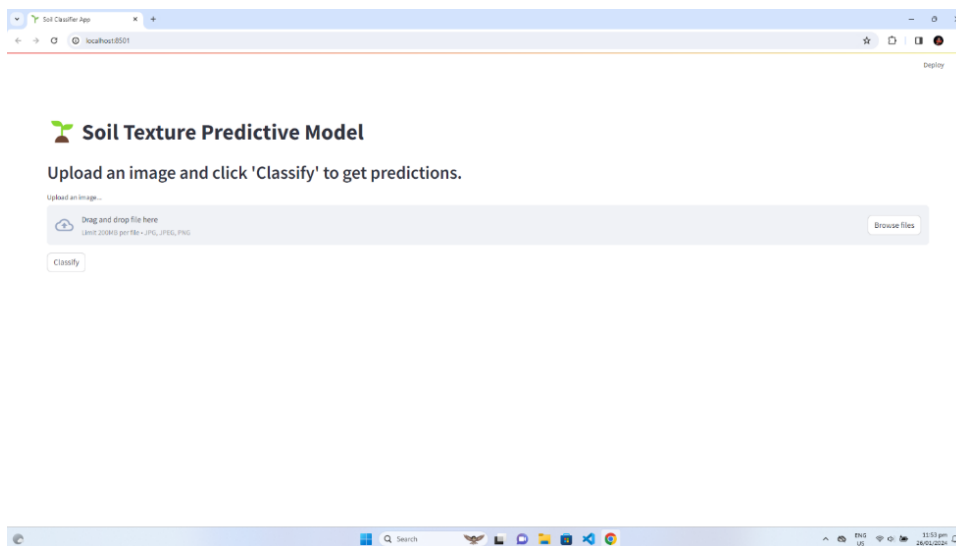 Soil Classifier App
localhost:8501
Deploy
Soil Texture Predictive Model
Upload an image and click 'Classify' to get predictions.
Upload an image...
Drag and drop file here
Limit 200MB per file • JPG, JPEG, PNG
Browse files
Classify
Search
ENG
US
11:53 pm
26/01/2024